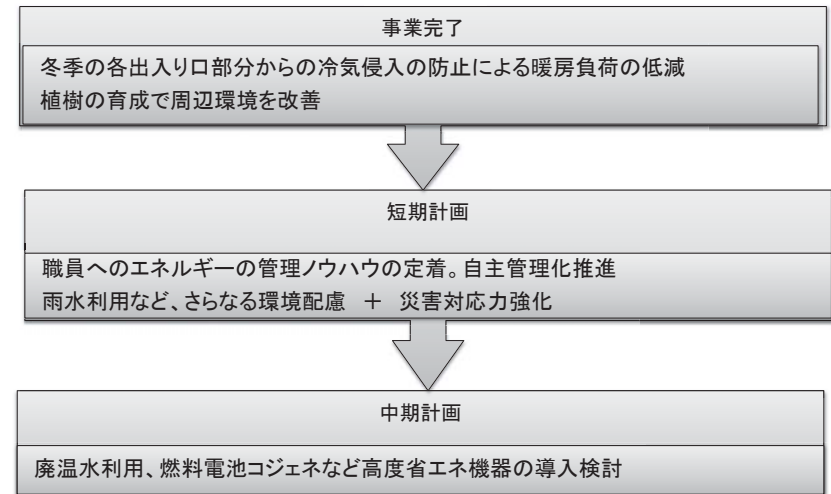 事業完了
冬季の各出入り口部分からの冷気侵入の防止による暖房負荷の低減
植樹の育成で周辺環境を改善
短期計画
職員へのエネルギーの管理ノウハウの定着。自主管理化推進
雨水利用など、さらなる環境配慮 ＋ 災害対応力強化
中期計画
廃温水利用、燃料電池コジェネなど高度省エネ機器の導入検討